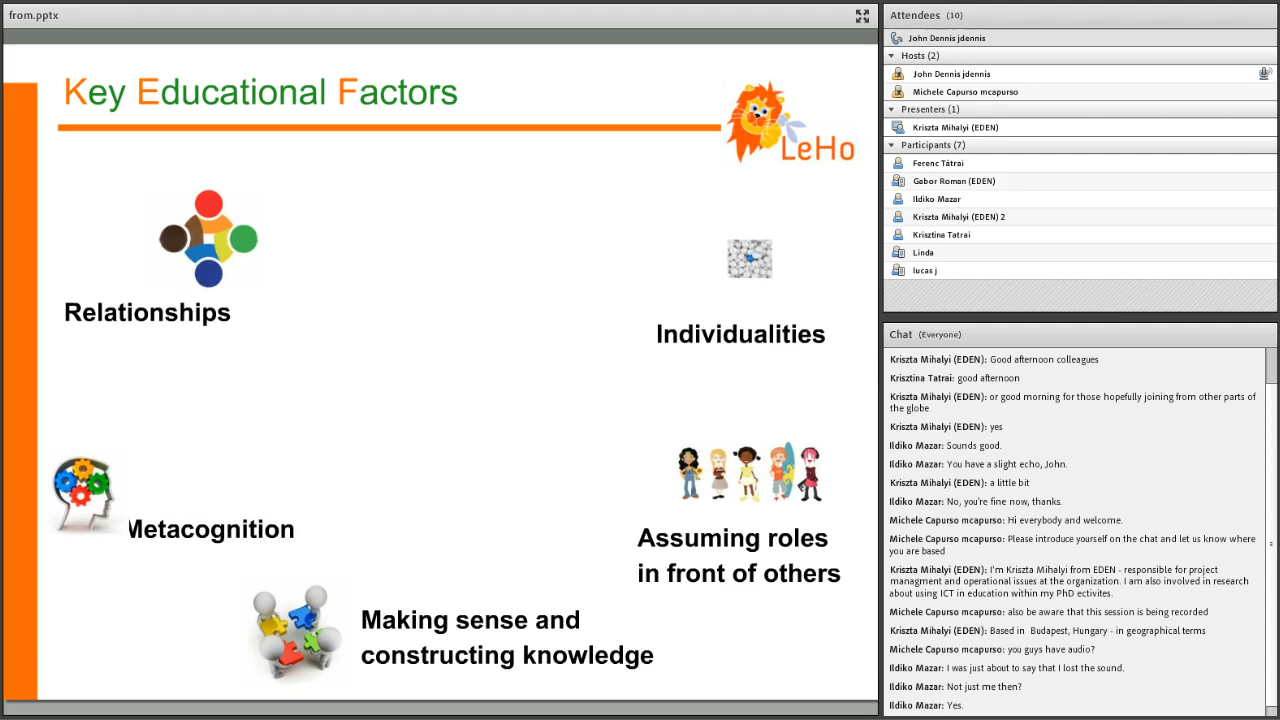 from.pptx
Key Educational Factors
LeHo
Relationships
Individualities
Metacognition
Assuming roles
in front of others
Making sense and
constructing knowledge
Attendees (10)
John Dennis jdennis
Hosts (2)
John Dennis jdennis
Michele Capurso mcapurso
Presenters (1)
Kriszta Mihalyi (EDEN)
Participants (7)
Ferenc Tátrai
Gabor Roman (EDEN)
Ildiko Mazar
Kriszta Mihalyi (EDEN) 2
Krisztina Tatrai
Linda
lucas j
Chat (Everyone)
Kriszta Mihalyi (EDEN): Good afternoon colleagues
Krisztina Tatrai: good afternoon
Kriszta Mihalyi (EDEN): or good morning for those hopefully joining from other parts of
the globe
Kriszta Mihalyi (EDEN): yes
Ildiko Mazar: Sounds good.
Ildiko Mazar: You have a slight echo, John.
Kriszta Mihalyi (EDEN): a little bit
Ildiko Mazar: No, you're fine now, thanks.
Michele Capurso mcapurso: Hi everybody and welcome.
Michele Capurso mcapurso: Please introduce yourself on the chat and let us know where
you are based
Kriszta Mihalyi (EDEN): I'm Kriszta Mihalyi from EDEN - responsible for project
managment and operational issues at the organization. I am also involved in research
about using ICT in education within my PhD ectivites.
Michele Capurso mcapurso: also be aware that this session is being recorded
Kriszta Mihalyi (EDEN): Based in Budapest, Hungary - in geographical terms
Michele Capurso mcapurso: you guys have audio?
Ildiko Mazar: I was just about to say that I lost the sound.
Ildiko Mazar: Not just me then?
Ildiko Mazar: Yes.